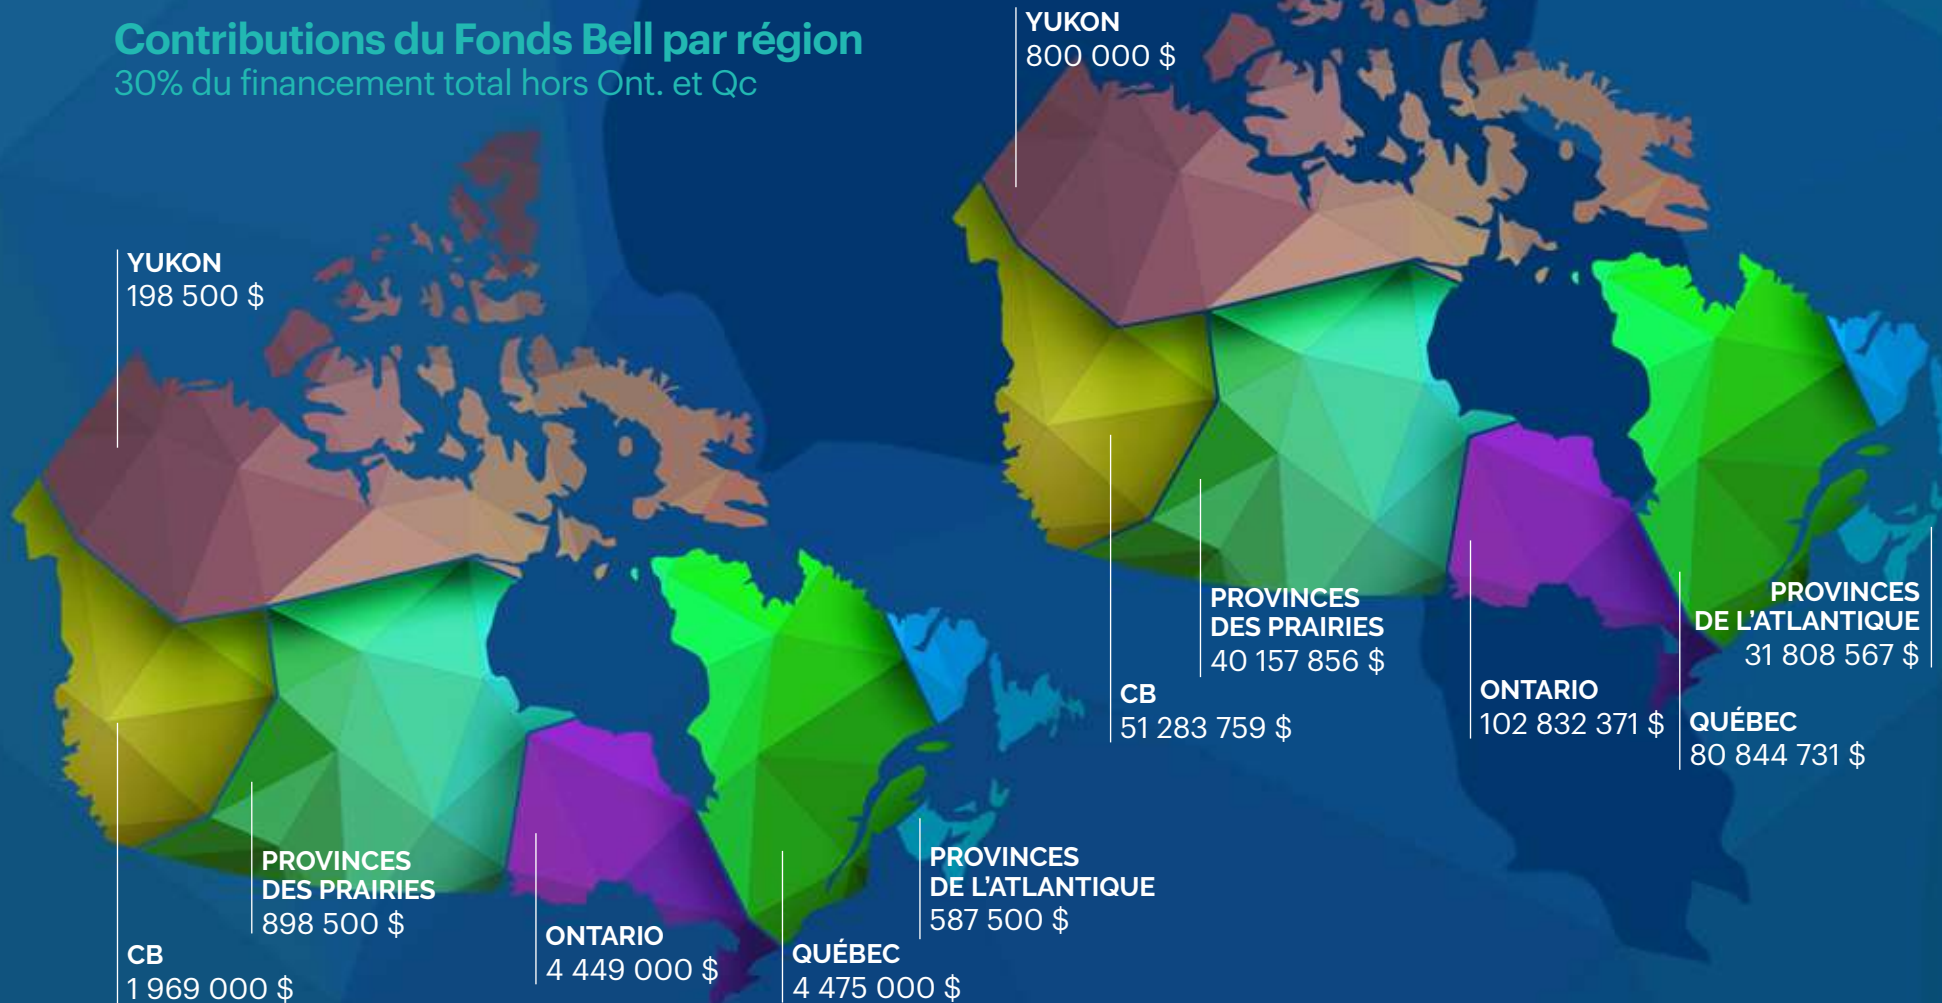 Contributions du Fonds Bell par région
30% du financement total hors Ont. et Qc
YUKON
198 500 $
CB
1 969 000 $
PROVINCES
DES PRAIRIES
898 500 $
ONTARIO
4 449 000 $
QUÉBEC
4 475 000 $
PROVINCES
DE L'ATLANTIQUE
587 500 $
YUKON
800 000 $
CB
51 283 759 $
PROVINCES
DES PRAIRIES
40 157 856 $
ONTARIO
102 832 371 $
QUÉBEC
80 844 731 $
PROVINCES
DE L'ATLANTIQUE
31 808 567 $